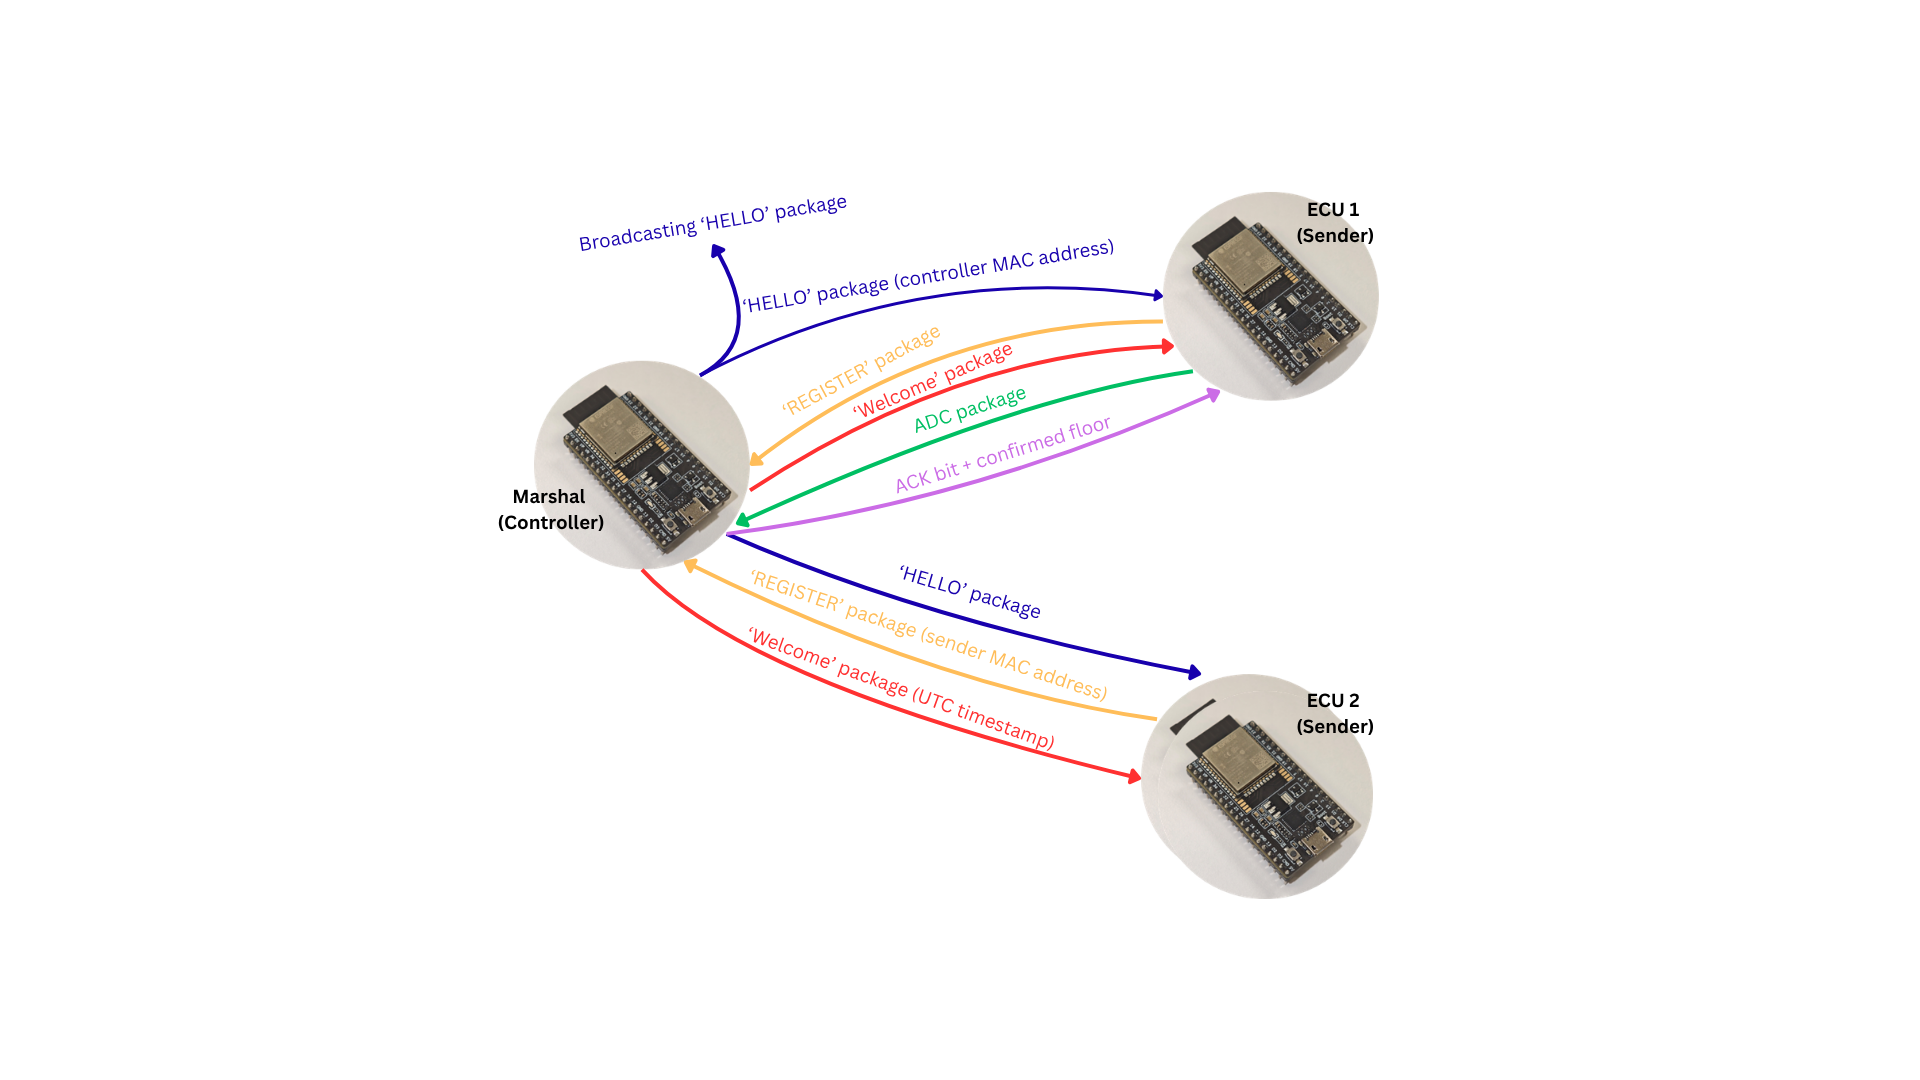 Broadcasting ‘HELLO’ package
‘HELLO’ package (controller MAC address)
ECU 1
(Sender)
‘REGISTER’ package
‘Welcome’ package
ADC package
ACK bit + confirmed floor
Marshal
(Controller)
‘HELLO’ package
‘REGISTER’ package (sender MAC address)
‘Welcome’ package (UTC timestamp)
ECU 2
(Sender)